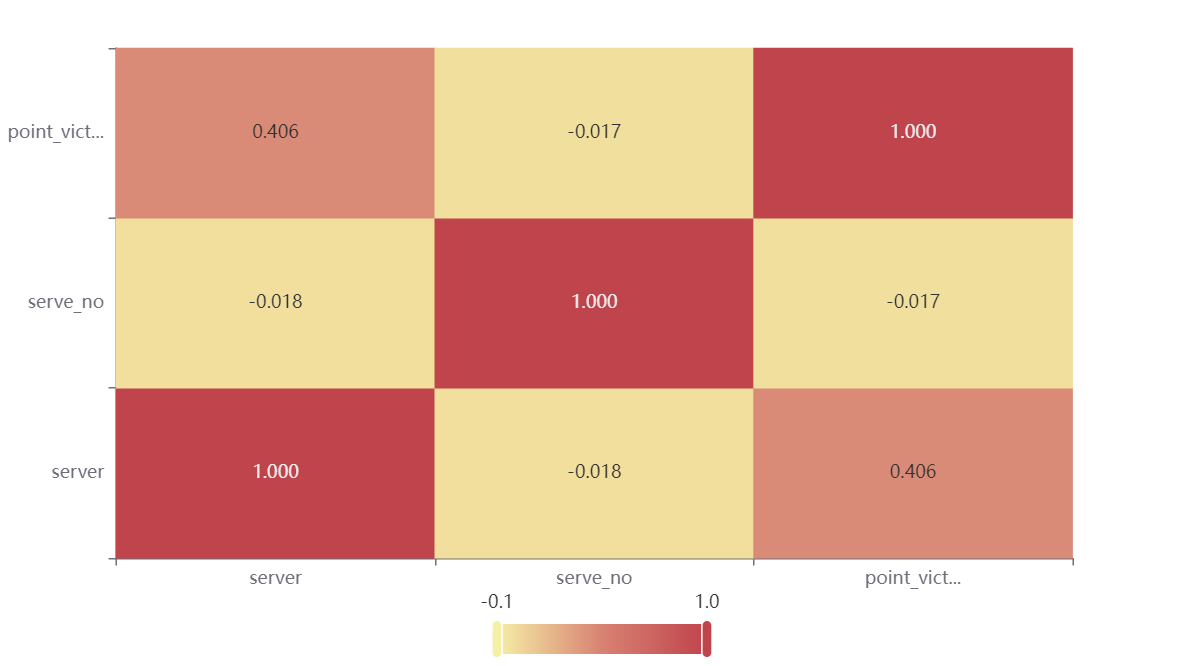 point_vict... 0.406 -0.017 1.000
serve_no -0.018 1.000 -0.017
server 1.000 -0.018 0.406
server serve_no point_vict...
-0.1 1.0